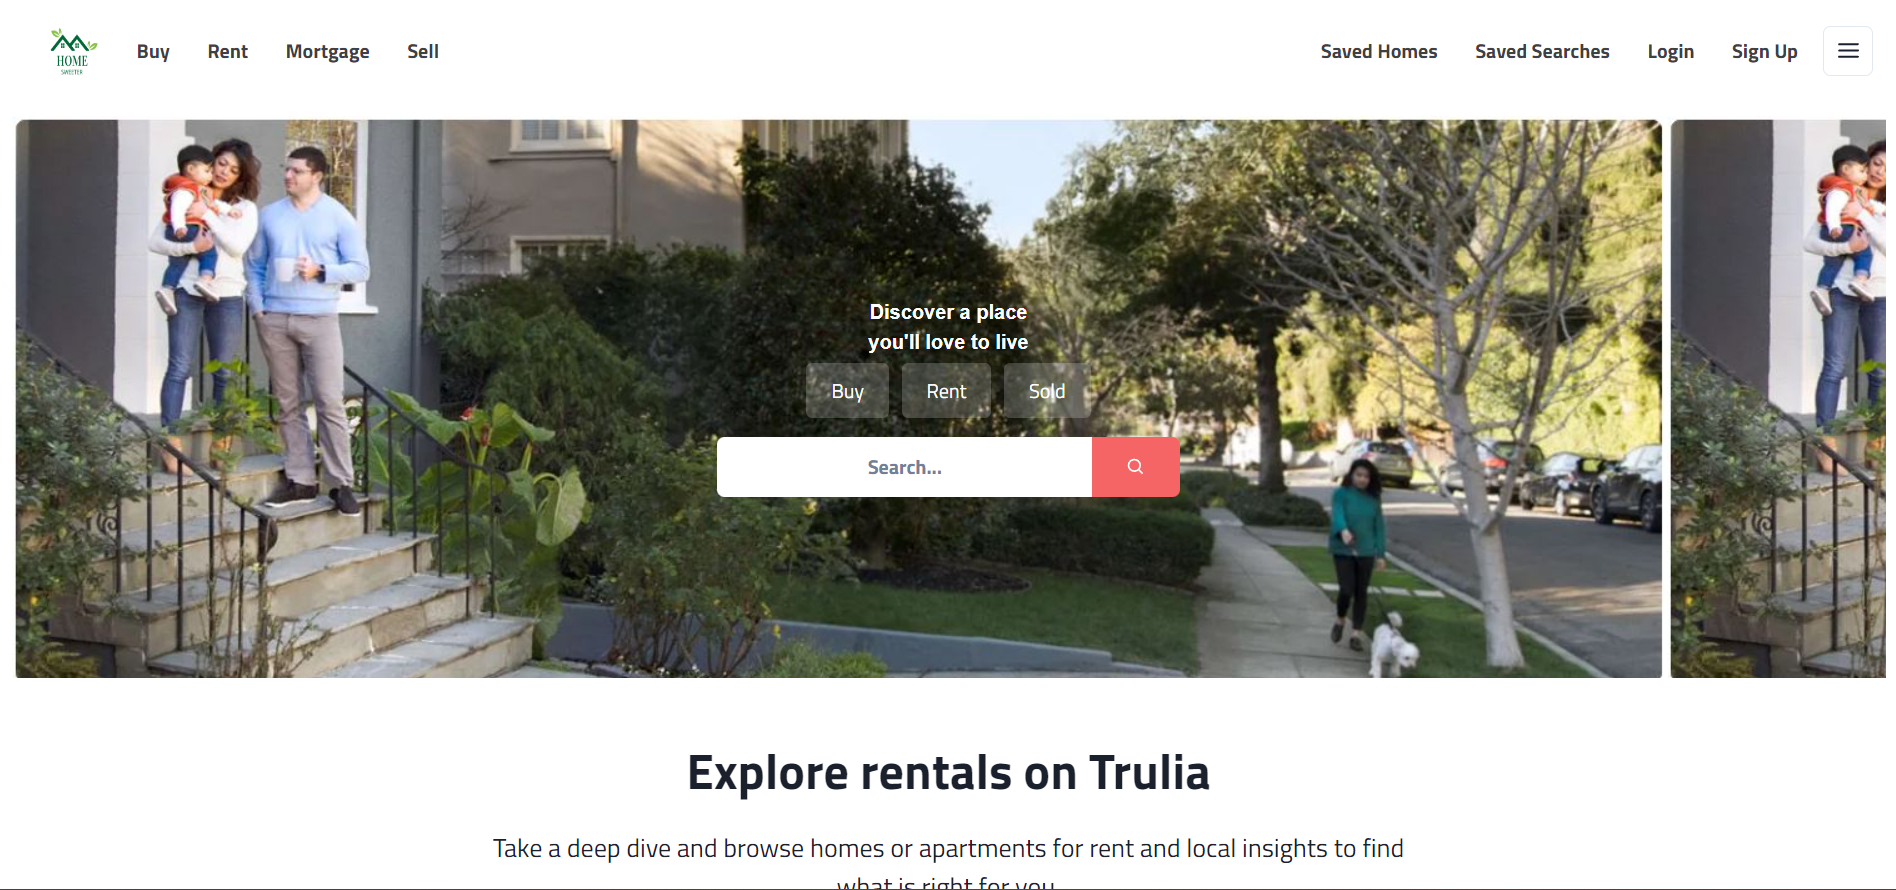 HOME
SWEETER
Buy Rent Mortgage Sell Saved Homes Saved Searches Login Sign Up
Discover a place
you'll love to live
Buy Rent Sold
Search...
Explore rentals on Trulia
Take a deep dive and browse homes or apartments for rent and local insights to find
what is right for you